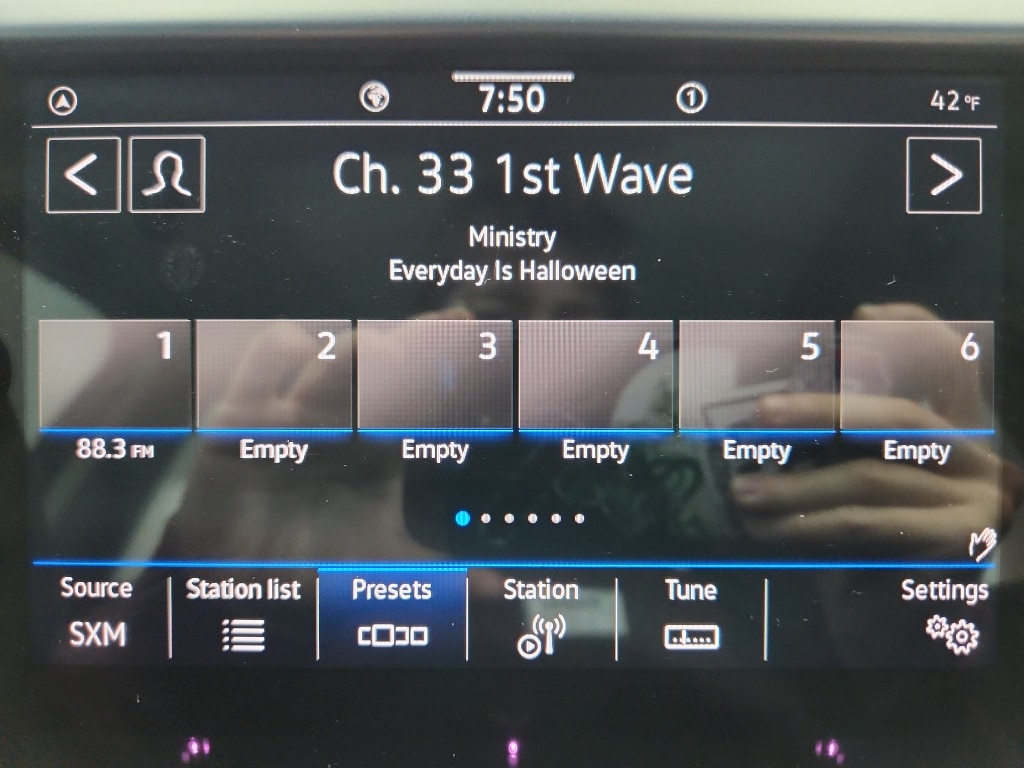 7:50
1
42 °F
Ch. 33 1st Wave
Ministry
Everyday Is Halloween
1 2 3 4 5 6
88.3 FM Empty Empty Empty Empty Empty
Source Station list Presets Station Tune Settings
SXM